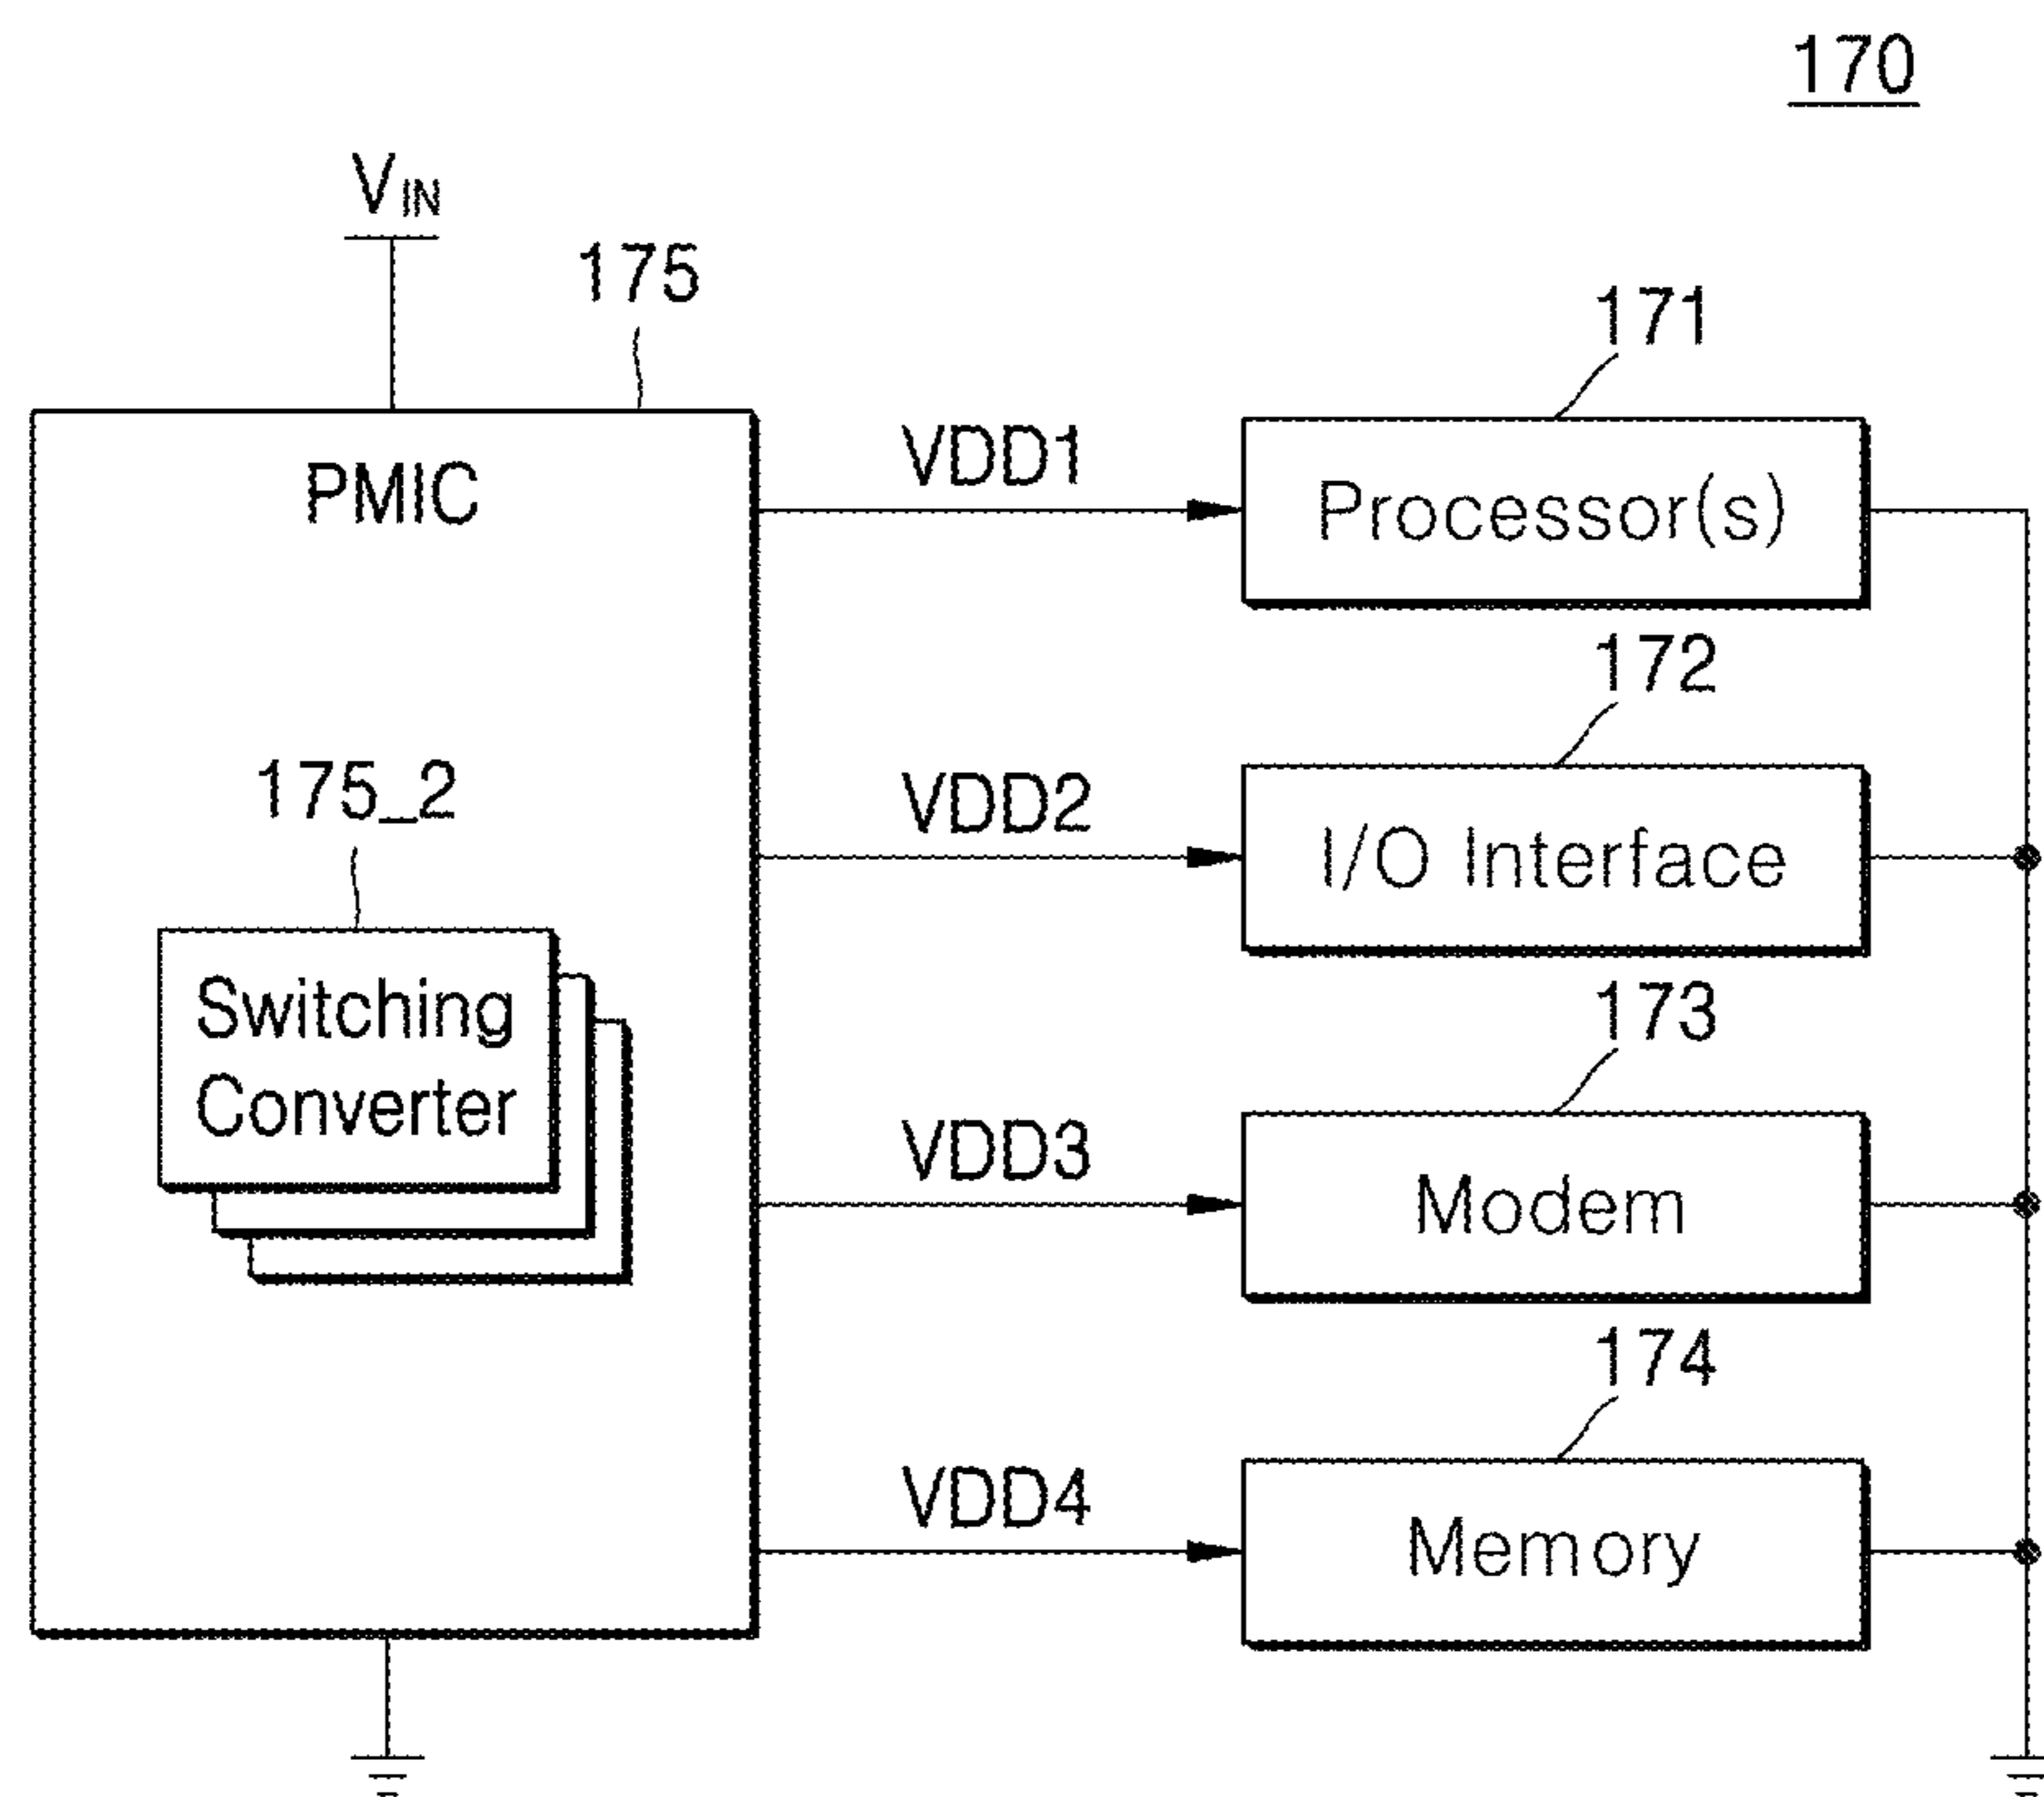 170
VIN
175
PMIC
175_2
Switching
Converter
VDD1
171
Processor(s)
VDD2
172
I/O Interface
VDD3
173
Modem
VDD4
174
Memory